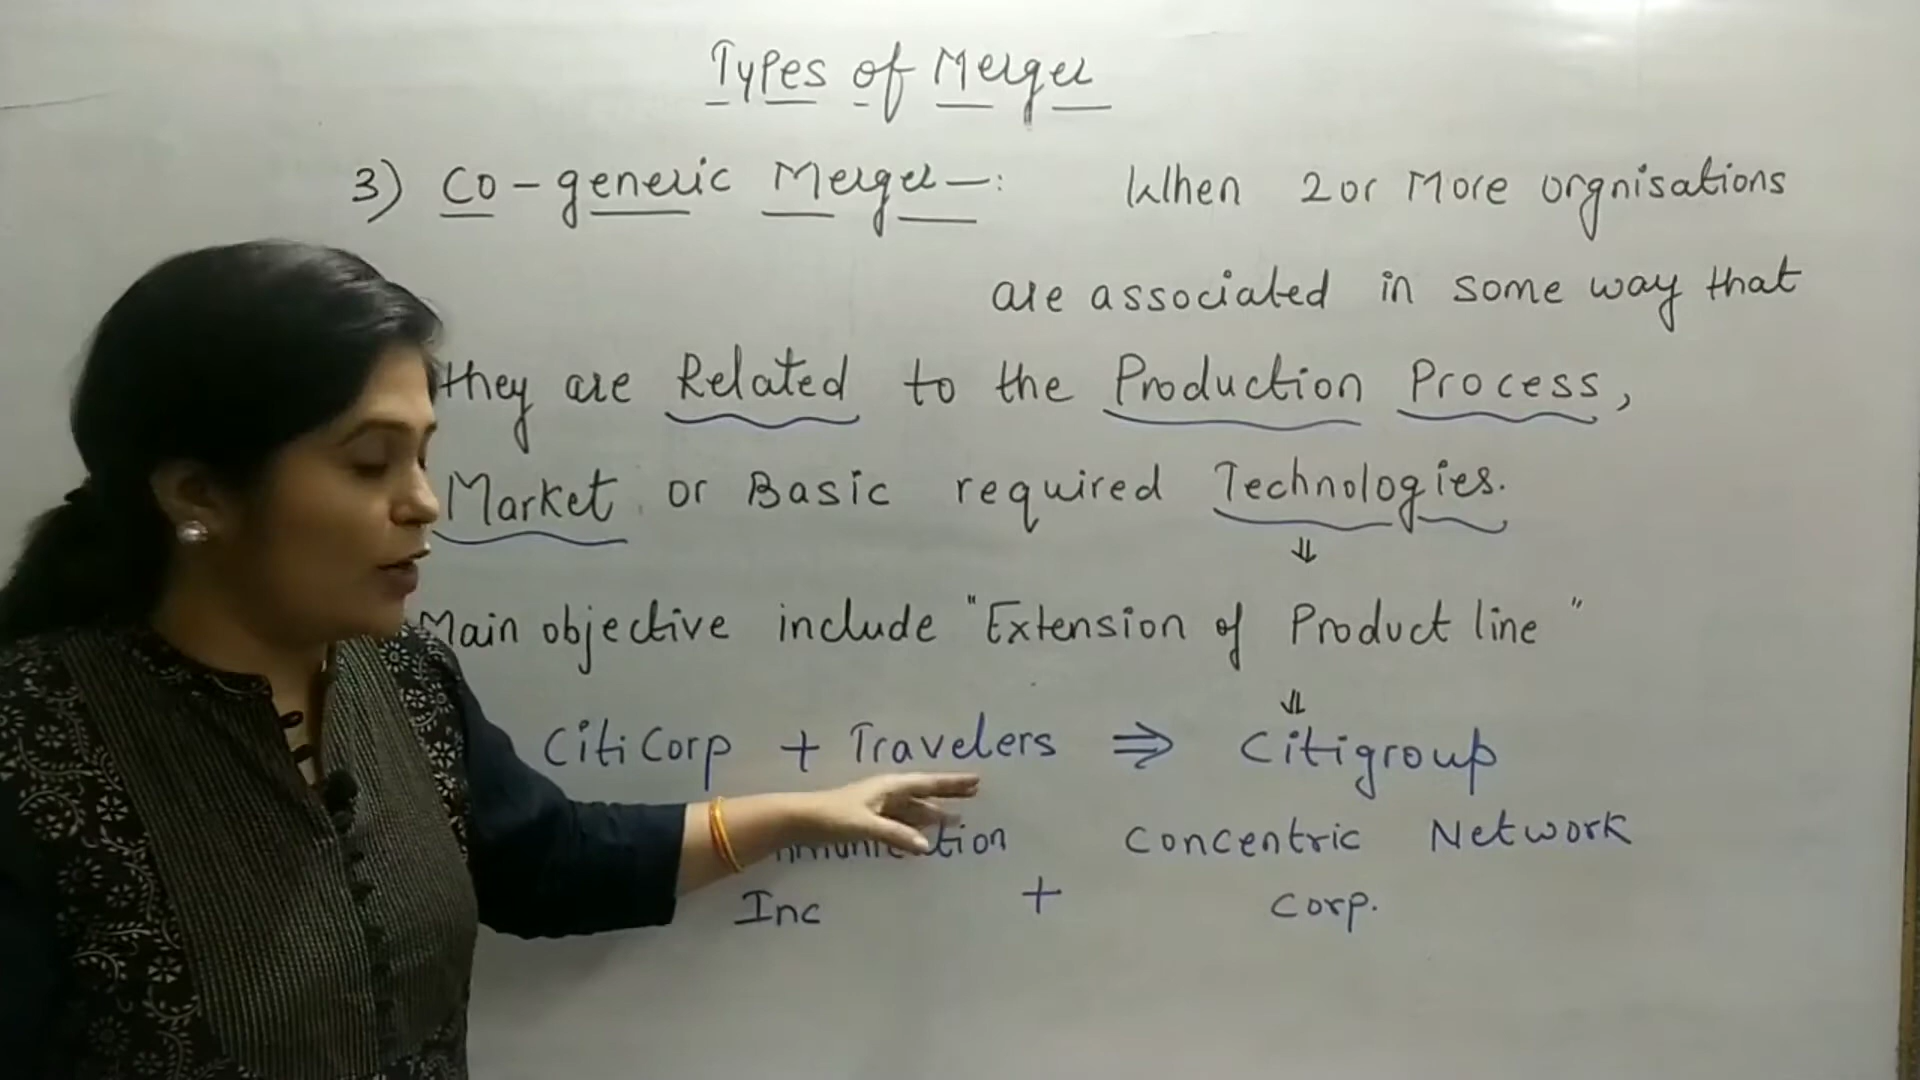 Types of Merger
3) Co-generic Merger-: When 2 or More orgnisations
are associated in some way that
they are Related to the Production Process,
Market or Basic required Technologies.
⇓
Main objective include "Extension of Product line"
⇓
CitiCorp + Travelers ⇒ Citigroup
Concentric Network
Inc + Corp.